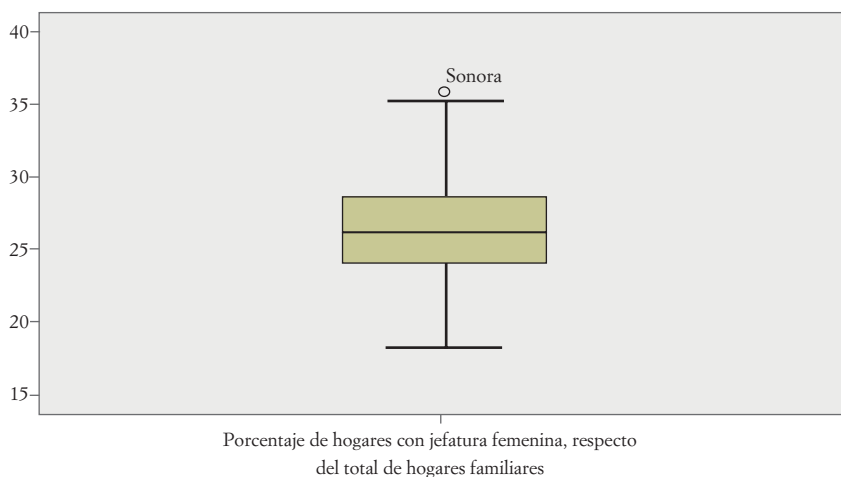 40
Sonora
35
30
25
20
15
Porcentaje de hogares con jefatura femenina, respecto
del total de hogares familiares